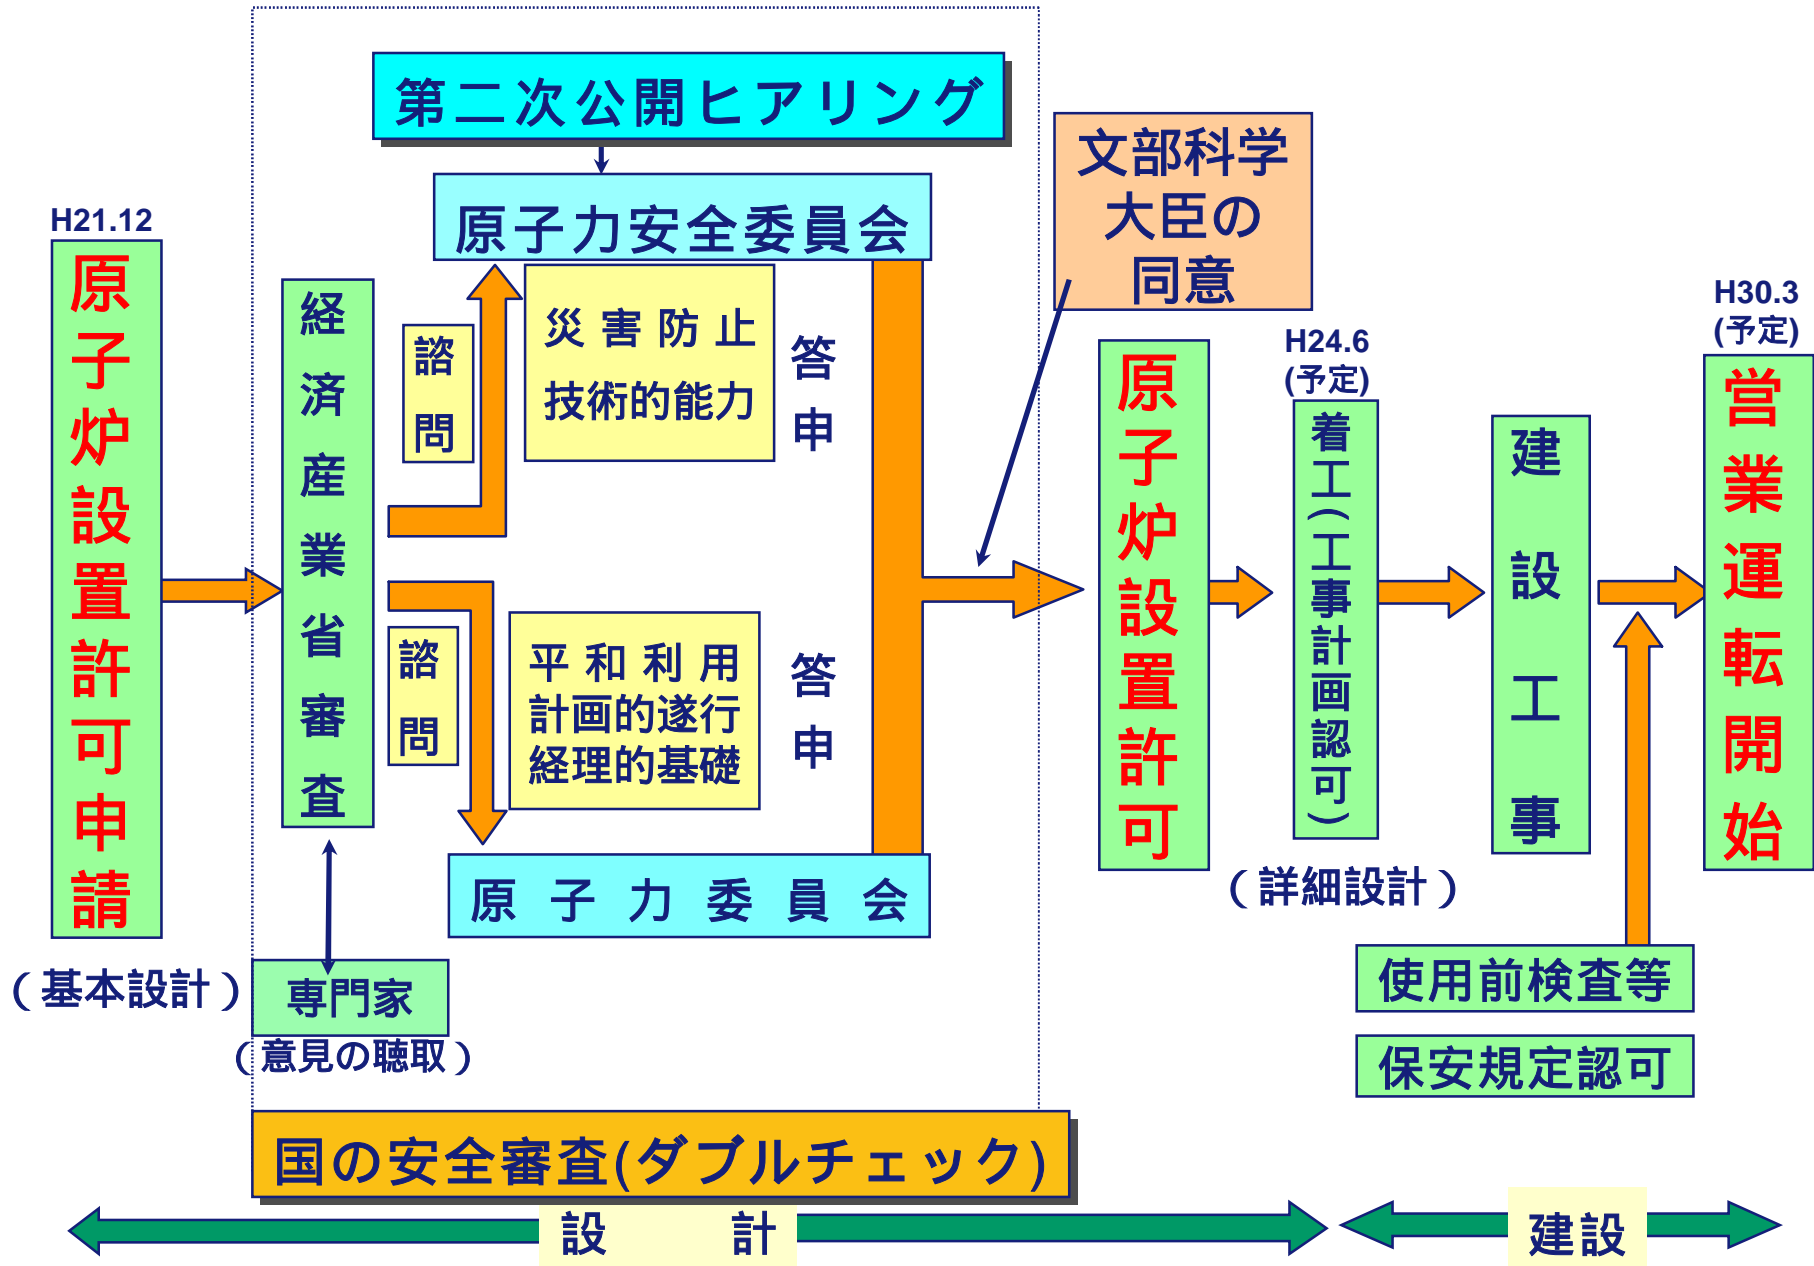 第二次公開ヒアリング
文部科学
大臣の
同意
原子力安全委員会
H21.12
原子炉設置許可申請
(基本設計)
経済産業省審査
諮問
災害防止
技術的能力
答申
諮問
平和利用
計画的遂行
経理的基礎
答申
原子力委員会
専門家
(意見の聴取)
原子炉設置許可
H24.6
(予定)
着工(工事計画認可)
(詳細設計)
建設工事
H30.3
(予定)
営業運転開始
使用前検査等
保安規定認可
国の安全審査(ダブルチェック)
設計
建設